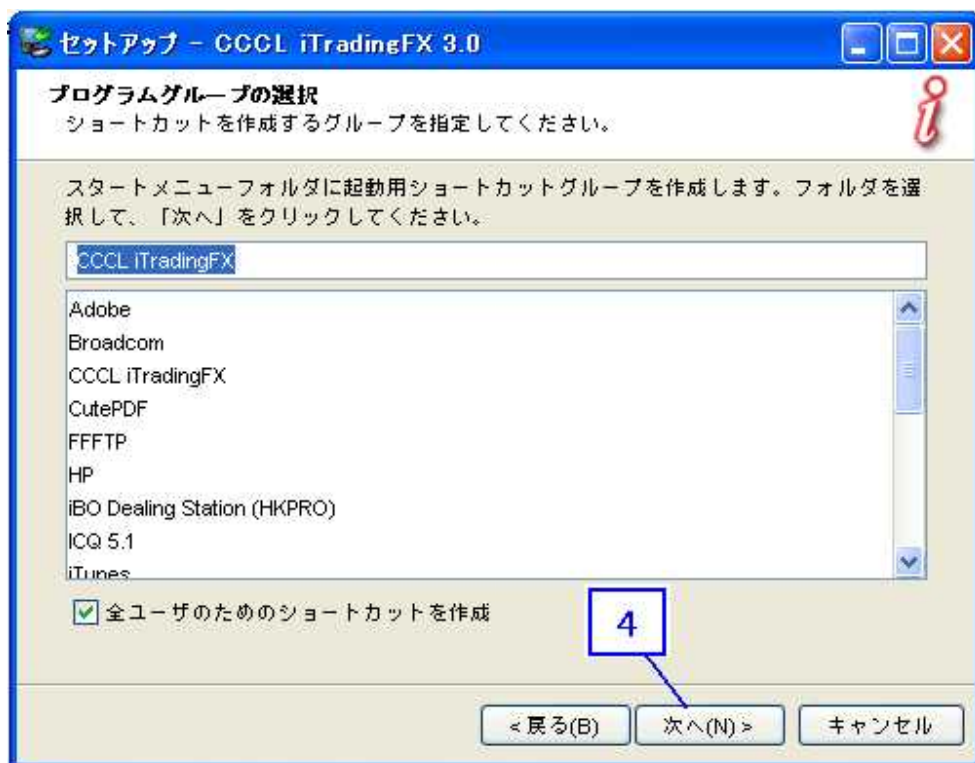 セットアップ - CCCL iTradingFX 3.0
プログラムグループの選択
ショートカットを作成するグループを指定してください。
スタートメニューフォルダに起動用ショートカットグループを作成します。フォルダを選
択して、「次へ」をクリックしてください。
CCCL iTradingFX
Adobe
Broadcom
CCCL iTradingFX
CutePDF
FFFTP
HP
iBO Dealing Station (HKPRO)
ICQ 5.1
iTunes
全ユーザのためのショートカットを作成
4
<戻る(B)
次へ(N)>
キャンセル